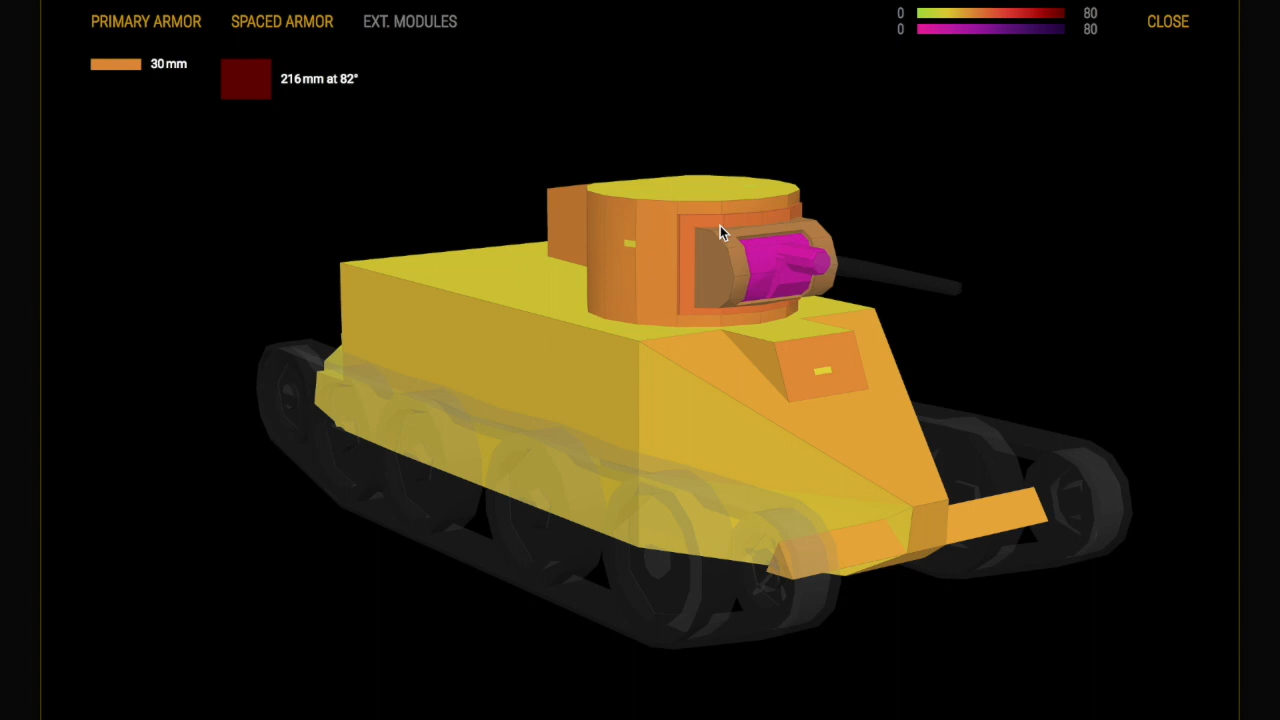 PRIMARY ARMOR SPACED ARMOR EXT. MODULES 0 80 CLOSE
0 80
30 mm 216 mm at 82°